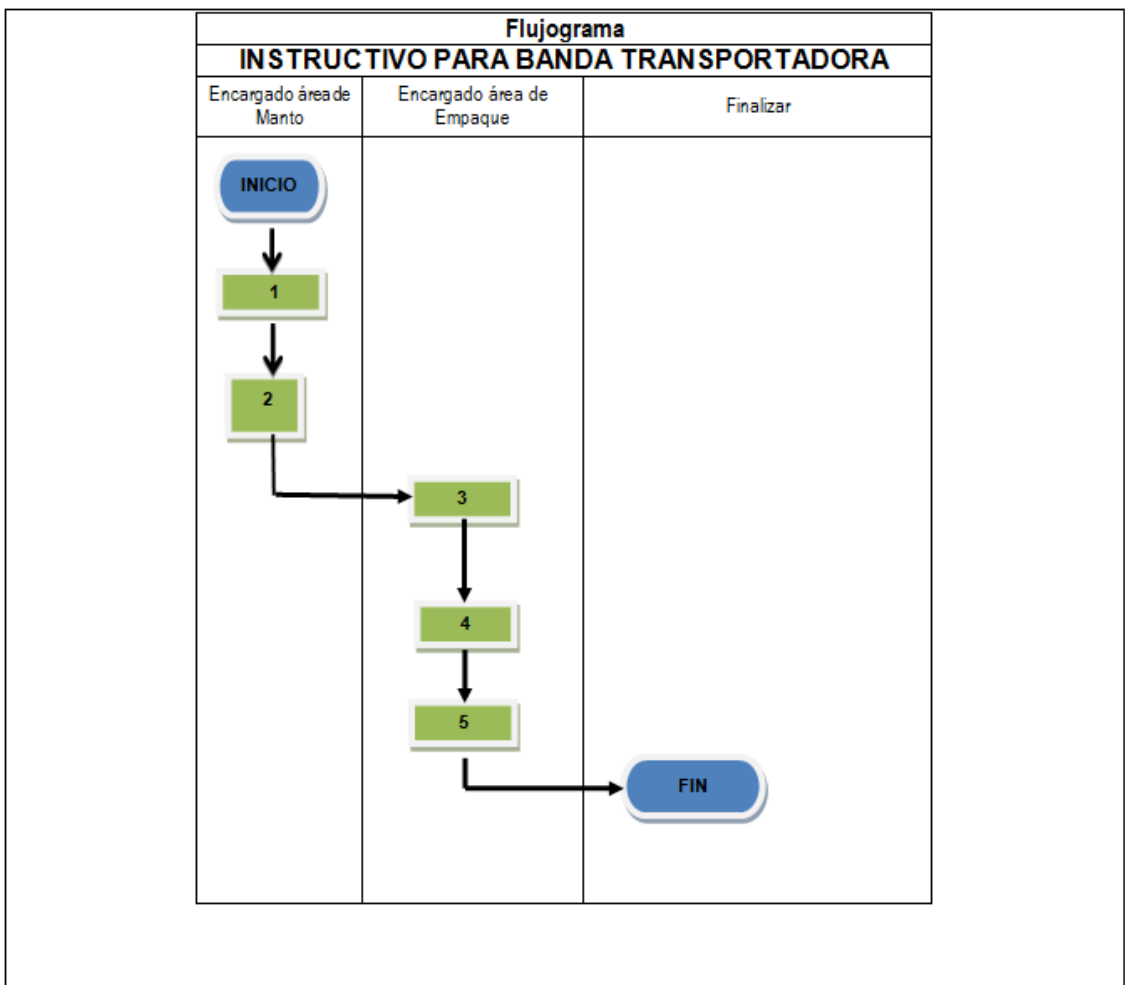 Flujograma
INSTRUCTIVO PARA BANDA TRANSPORTADORA
Encargado área de
Manto
Encargado área de
Empaque
Finalizar
INICIO
1
2
3
4
5
FIN